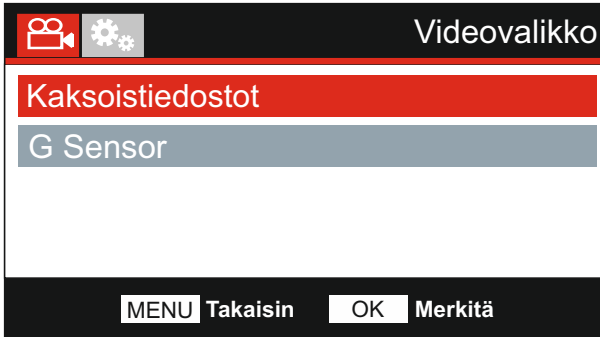 Videovalikko
Kaksoistiedostot
G Sensor
MENU Takaisin OK Merkitä